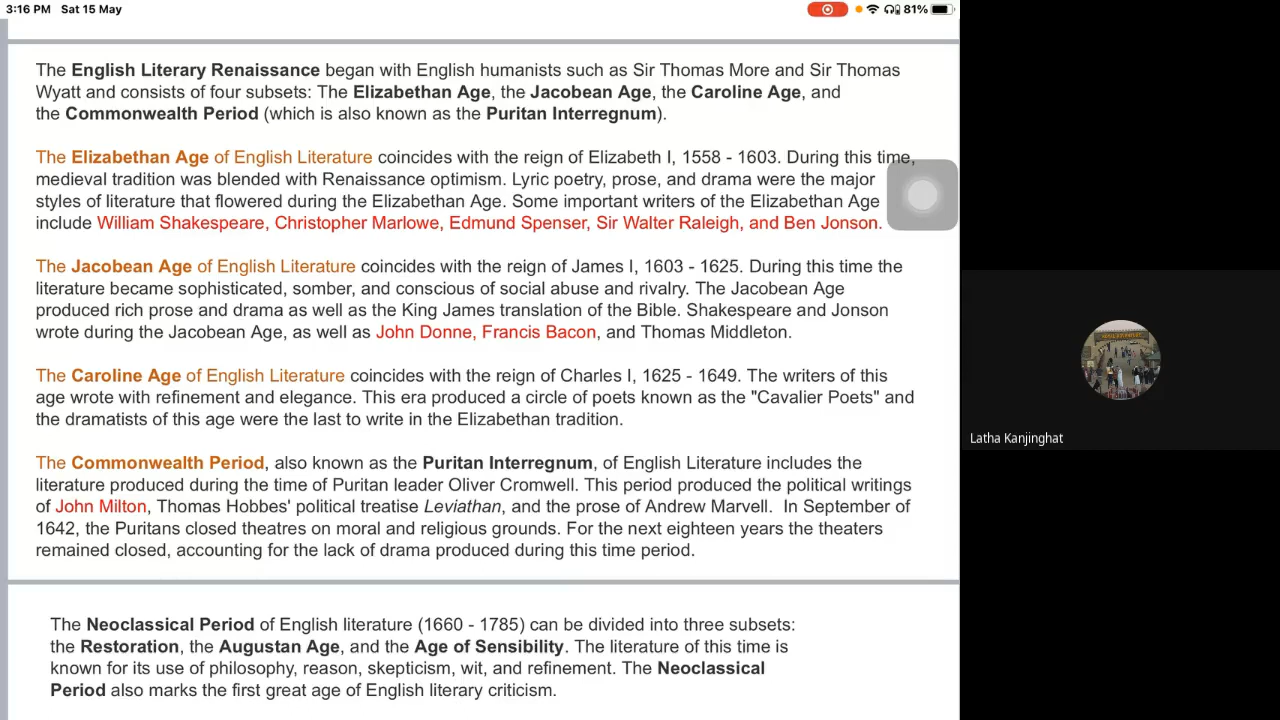 3:16 PM Sat 15 May
81%
The English Literary Renaissance began with English humanists such as Sir Thomas More and Sir Thomas
Wyatt and consists of four subsets: The Elizabethan Age, the Jacobean Age, the Caroline Age, and
the Commonwealth Period (which is also known as the Puritan Interregnum).
The Elizabethan Age of English Literature coincides with the reign of Elizabeth I, 1558 - 1603. During this time,
medieval tradition was blended with Renaissance optimism. Lyric poetry, prose, and drama were the major
styles of literature that flowered during the Elizabethan Age. Some important writers of the Elizabethan Age
include William Shakespeare, Christopher Marlowe, Edmund Spenser, Sir Walter Raleigh, and Ben Jonson.
The Jacobean Age of English Literature coincides with the reign of James I, 1603 - 1625. During this time the
literature became sophisticated, somber, and conscious of social abuse and rivalry. The Jacobean Age
produced rich prose and drama as well as the King James translation of the Bible. Shakespeare and Jonson
wrote during the Jacobean Age, as well as John Donne, Francis Bacon, and Thomas Middleton.
The Caroline Age of English Literature coincides with the reign of Charles I, 1625 - 1649. The writers of this
age wrote with refinement and elegance. This era produced a circle of poets known as the "Cavalier Poets" and
the dramatists of this age were the last to write in the Elizabethan tradition.
The Commonwealth Period, also known as the Puritan Interregnum, of English Literature includes the
literature produced during the time of Puritan leader Oliver Cromwell. This period produced the political writings
of John Milton, Thomas Hobbes' political treatise Leviathan, and the prose of Andrew Marvell. In September of
1642, the Puritans closed theatres on moral and religious grounds. For the next eighteen years the theaters
remained closed, accounting for the lack of drama produced during this time period.
Latha Kanjinghat
The Neoclassical Period of English literature (1660 - 1785) can be divided into three subsets:
the Restoration, the Augustan Age, and the Age of Sensibility. The literature of this time is
known for its use of philosophy, reason, skepticism, wit, and refinement. The Neoclassical
Period also marks the first great age of English literary criticism.